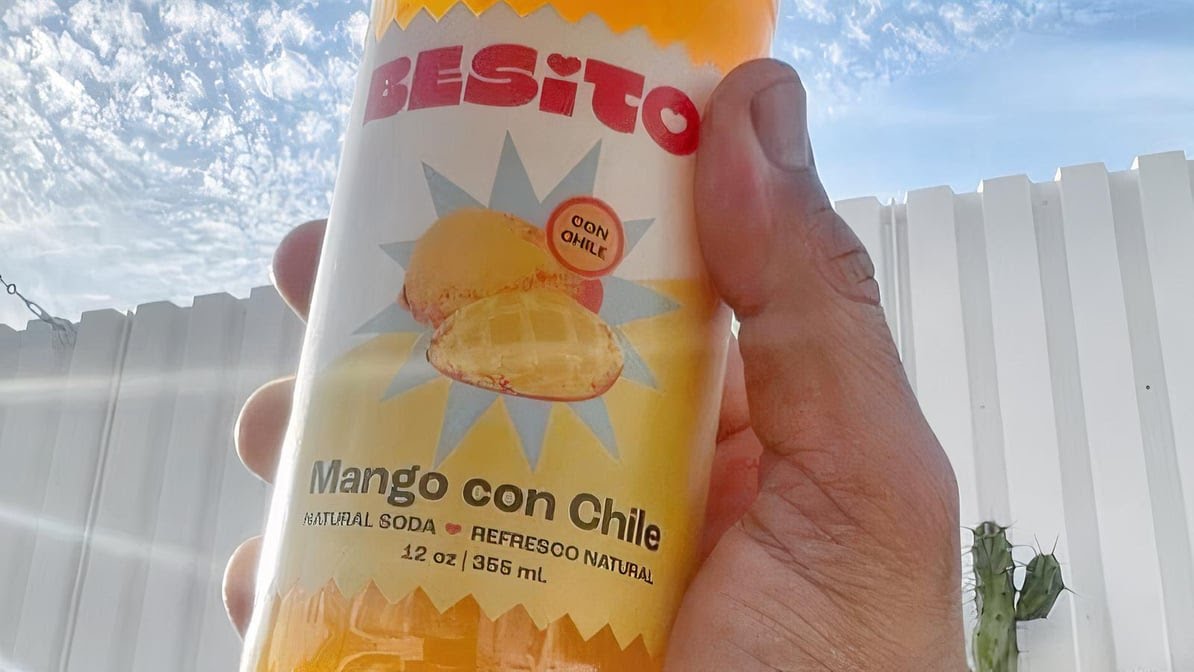 BESiTO
CON
CHILE
Mango con Chile
NATURAL SODA ❤ REFRESCO NATURAL
12 oz | 355 mL